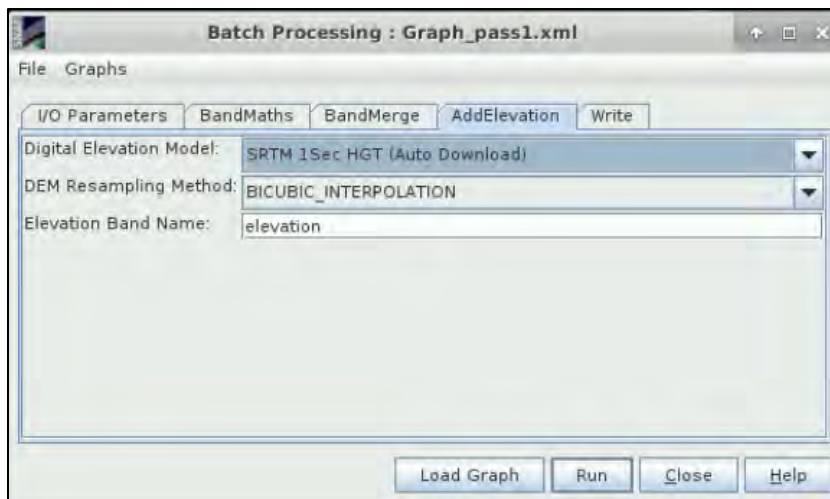 Batch Processing : Graph_pass1.xml
File Graphs
I/O Parameters BandMaths BandMerge AddElevation Write
Digital Elevation Model: SRTM 1Sec HGT (Auto Download)
DEM Resampling Method: BICUBIC_INTERPOLATION
Elevation Band Name: elevation
Load Graph Run Close Help